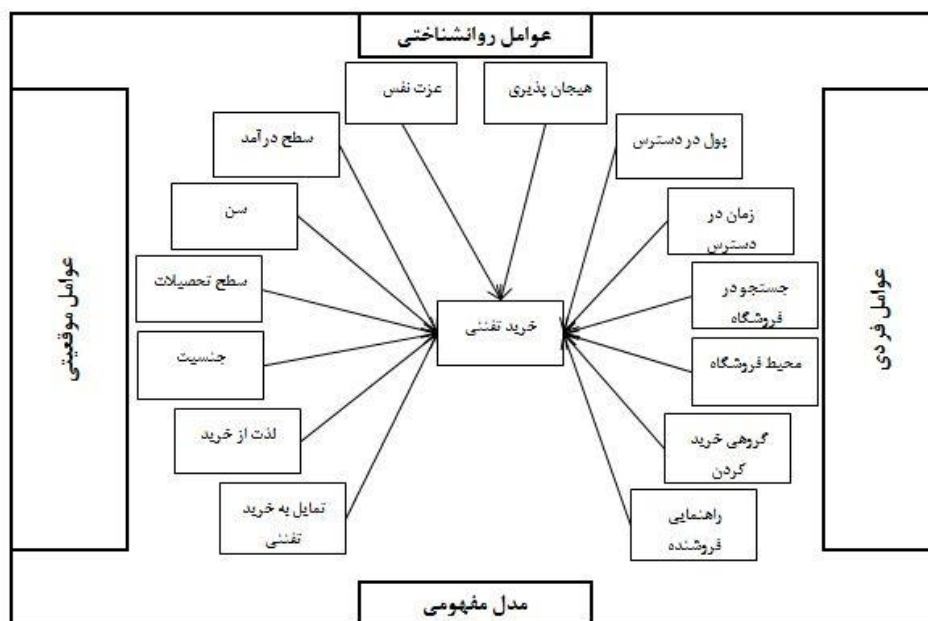 عوامل روانشناختی
هیجان پذیری
عزت نفس
پول در دسترس
سطح درآمد
زمان در
دسترس
سن
جستجو در
فروشگاه
سطح تحصیلات
خرید تفننی
محیط فروشگاه
جنسیت
گروهی خرید
کردن
لذت از خرید
راهنمایی
فروشنده
تمایل به خرید
تفننی
عوامل فردی
عوامل موقعیتی
مدل مفهومی